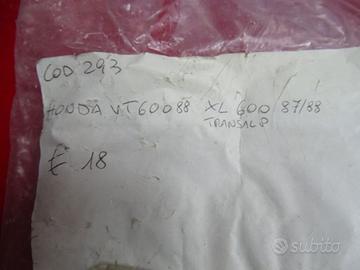 COD 293
HONDA VT600 88 XL 600 87/88
TRANSALP
€ 18
subito